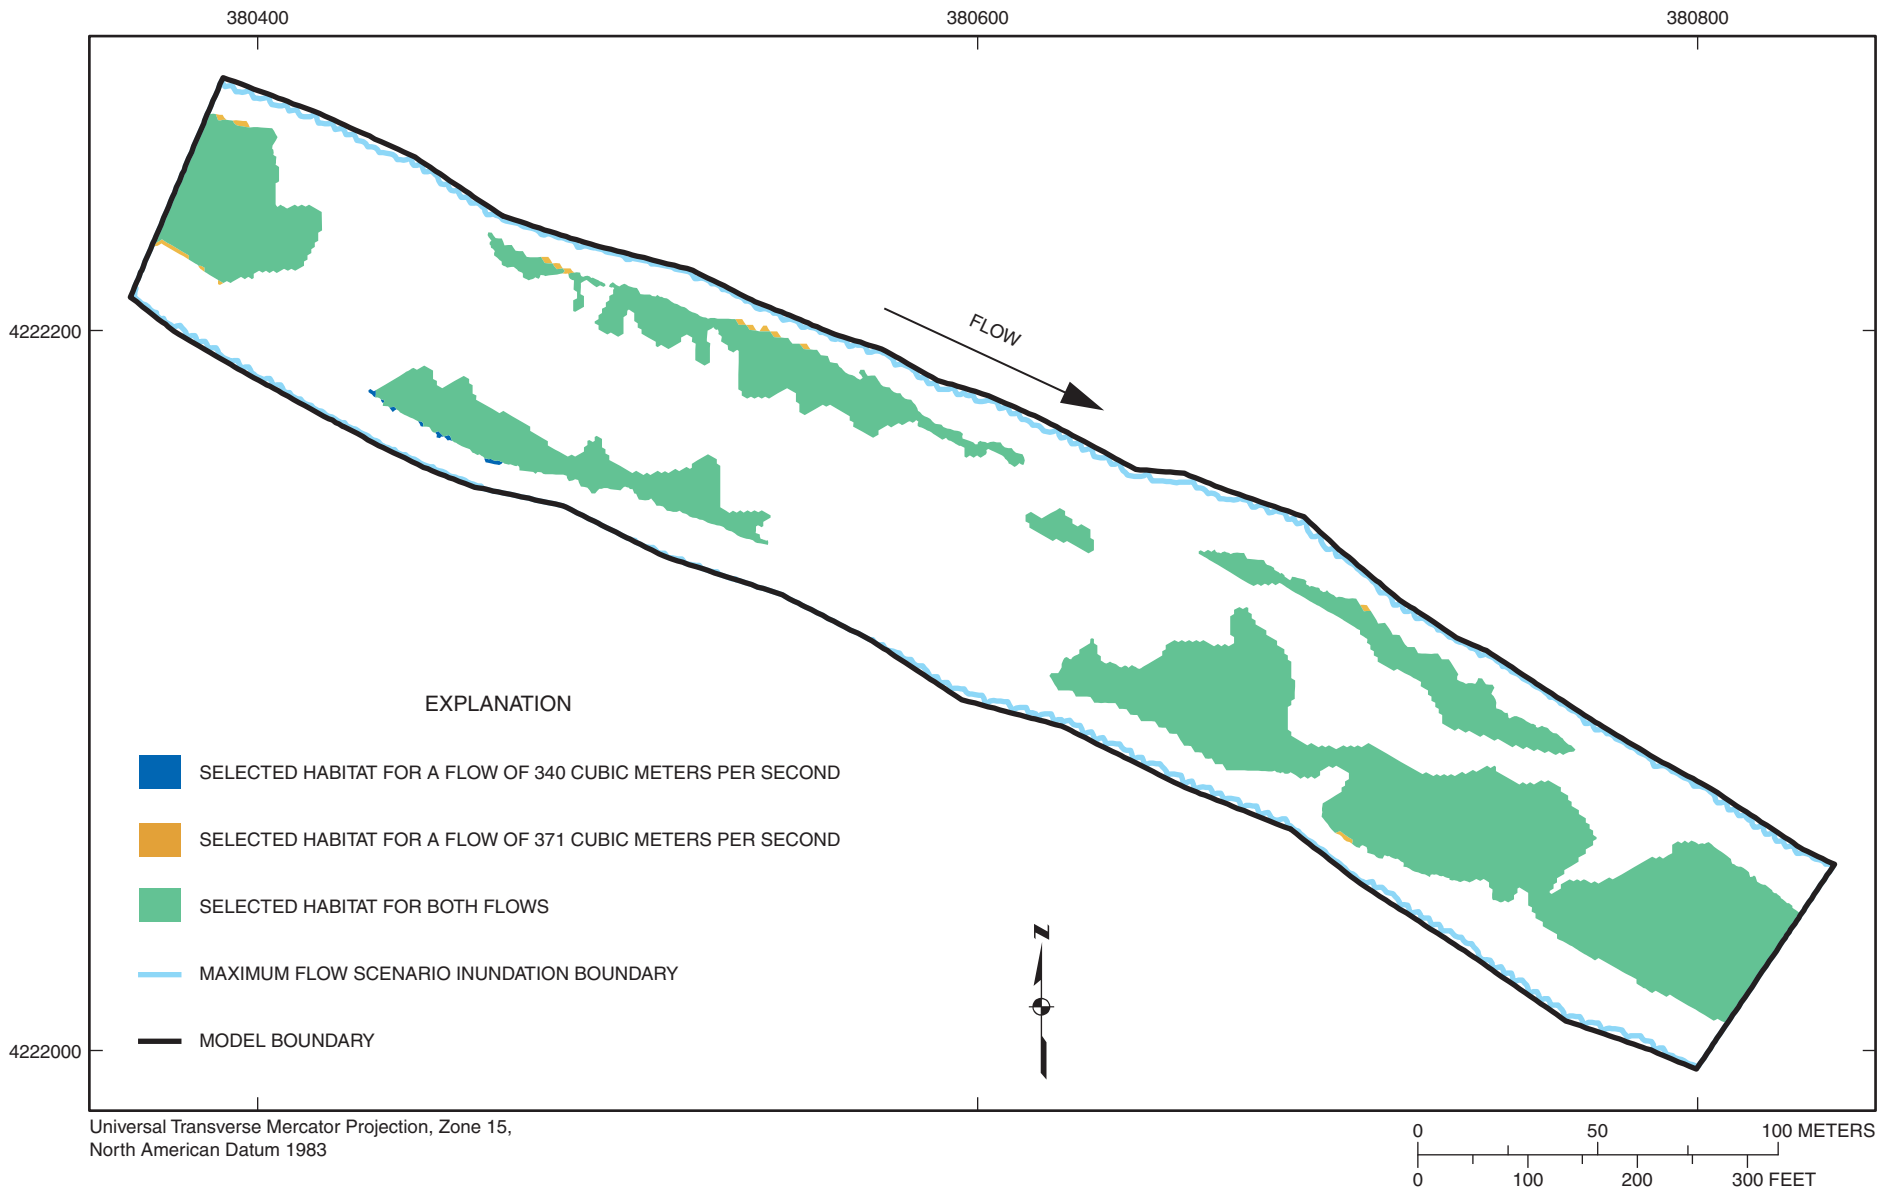 380400 380600 380800
FLOW
4222200
EXPLANATION
SELECTED HABITAT FOR A FLOW OF 340 CUBIC METERS PER SECOND
SELECTED HABITAT FOR A FLOW OF 371 CUBIC METERS PER SECOND
SELECTED HABITAT FOR BOTH FLOWS
N
MAXIMUM FLOW SCENARIO INUNDATION BOUNDARY
MODEL BOUNDARY
4222000
Universal Transverse Mercator Projection, Zone 15,
North American Datum 1983
0 50 100 METERS
0 100 200 300 FEET